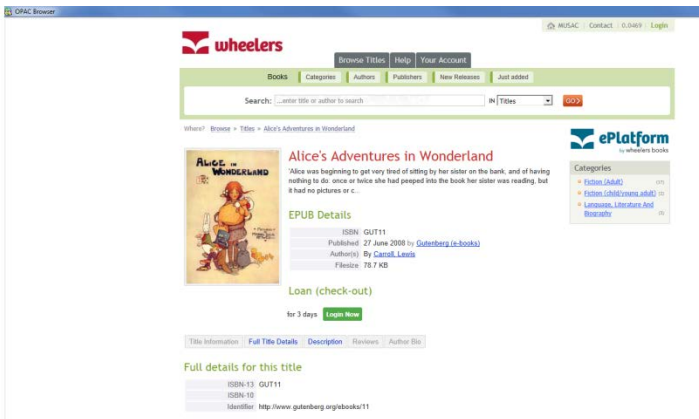 OPAC Browser
MUSAC | Contact | 0.0469 | Login
wheelers
Browse Titles Help Your Account
Books Categories Authors Publishers New Releases Just added
Search: ...enter title or author to search IN Titles GO>
Where? Browse » Titles » Alice's Adventures in Wonderland
ePlatform
by wheelers books
ALICE IN
WONDERLAND
Alice's Adventures in Wonderland
'Alice was beginning to get very tired of sitting by her sister on the bank, and of having
nothing to do: once or twice she had peeped into the book her sister was reading, but
it had no pictures or c...
Categories
Fiction (Adult)
Fiction (child/young adult)
Language, Literature And
Biography
EPUB Details
ISBN GUT11
Published 27 June 2008 by Gutenberg (e-books)
Author(s) By Carroll, Lewis
Filesize 78.7 KB
Loan (check-out)
for 3 days Login Now
Title Information Full Title Details Description Reviews Author Bio
Full details for this title
ISBN-13 GUT11
ISBN-10
Identifier http://www.gutenberg.org/ebooks/11